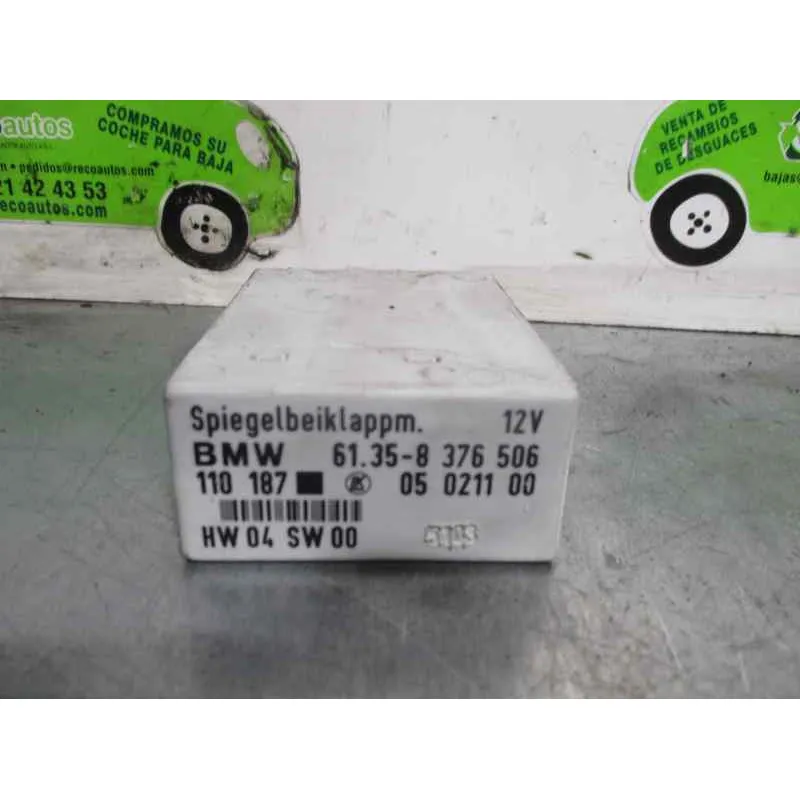 autos
COMPRAMOS SU
COCHE PARA BAJA
• pedidos@recoautos.com
21 42 43 53
recoautos.com
VENTA DE
RECAMBIOS
DE DESGUACES
bajas@
Spiegelbeiklappm. 12V
BMW 61.35-8 376 506
110 187 05 0211 00
HW 04 SW 00